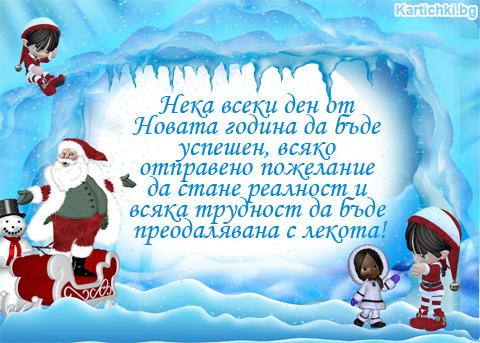 Kartichki.bg
Нека всеки ден от
Новата година да бъде
успешен, всяко
отправено пожелание
да стане реалност и
всяка трудност да бъде
преодалявана с лекота!